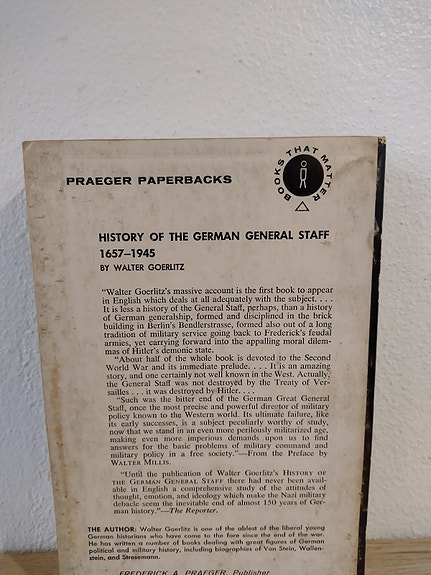 BOOKS THAT MATTER
PRAEGER PAPERBACKS
HISTORY OF THE GERMAN GENERAL STAFF
1657–1945
BY WALTER GOERLITZ
"Walter Goerlitz's massive account is the first book to appear
in English which deals at all adequately with the subject. . . .
It is less a history of the General Staff, perhaps, than a history
of German generalship, formed and disciplined in the brick
building in Berlin's Bendlerstrasse, formed also out of a long
tradition of military service going back to Frederick's feudal
armies, yet carrying forward into the appalling moral dilem-
mas of Hitler's demonic state.
"About half of the whole book is devoted to the Second
World War and its immediate prelude. . . . It is an amazing
story, and one certainly not well known in the West. Actually,
the General Staff was not destroyed by the Treaty of Ver-
sailles . . . it was destroyed by Hitler. . . .
"Such was the bitter end of the German Great General
Staff, once the most precise and powerful director of military
policy known to the Western world. Its ultimate failure, like
its early successes, is a subject peculiarly worthy of study,
now that we stand in an even more perilously militarized age,
making even more imperious demands upon us to find
answers for the basic problems of military command and
military policy in a free society."—From the Preface by
WALTER MILLIS.
"Until the publication of Walter Goerlitz's HISTORY OF
THE GERMAN GENERAL STAFF there had never been avail-
able in English a comprehensive study of the attitudes of
thought, emotion, and ideology which make the Nazi military
debacle seem the inevitable end of almost 150 years of Ger-
man history."—The Reporter.
THE AUTHOR: Walter Goerlitz is one of the ablest of the liberal young
German historians who have come to the fore since the end of the war.
He has written a number of books dealing with great figures of German
political and military history, including biographies of Von Stein, Wallen-
stein, and Stresemann.
FREDERICK A. PRAEGER, Publisher